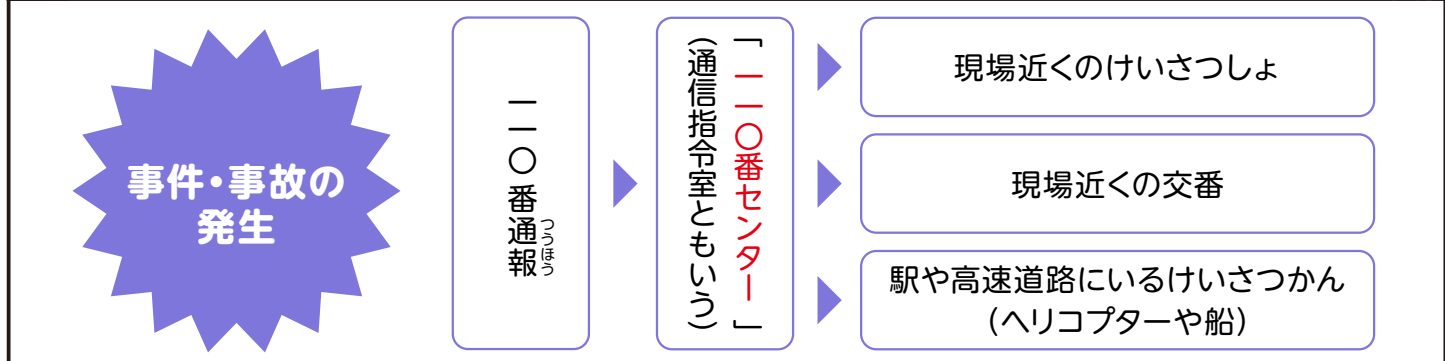 事件・事故の
発生
一一〇番通報
つうほう
「一一〇番センター」
（通信指令室ともいう）
現場近くのけいさつしょ
現場近くの交番
駅や高速道路にいるけいさつかん
（ヘリコプターや船）